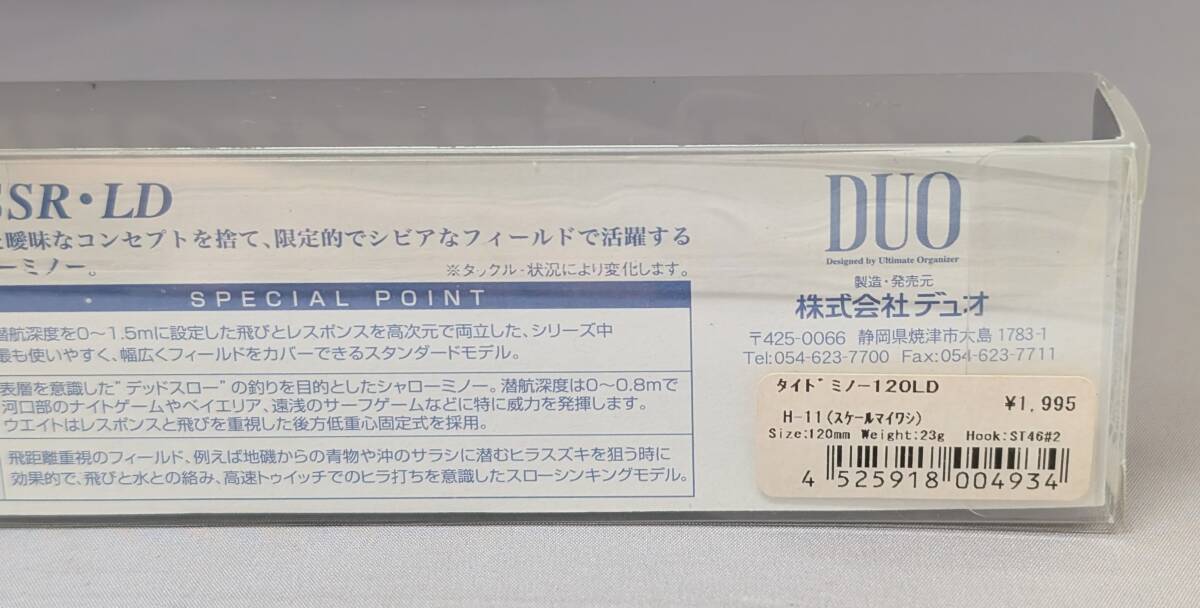 SSR・LD
曖昧なコンセプトを捨て、限定的でシビアなフィールドで活躍する
ーミノー。
※タックル・状況により変化します。
SPECIAL POINT
潜航深度を0〜1.5mに設定した飛びとレスポンスを高次元で両立した、シリーズ中
最も使いやすく、幅広くフィールドをカバーできるスタンダードモデル。
表層を意識した"デッドスロー"の釣りを目的としたシャローミノー。潜航深度は0〜0.8mで
河口部のナイトゲームやベイエリア、遠浅のサーフゲームなどに特に威力を発揮します。
ウエイトはレスポンスと飛びを重視した後方低重心固定式を採用。
飛距離重視のフィールド、例えば地磯からの青物や沖のサラシに潜むヒラスズキを狙う時に
効果的で、飛びと水との絡み、高速トゥイッチでのヒラ打ちを意識したスローシンキングモデル。
DUO
Designed by Ultimate Organizer
製造・発売元
株式会社デュオ
〒425-0066 静岡県焼津市大島1783-1
Tel:054-623-7700 Fax:054-623-7711
タイドミノー120LD
¥1,995
H-11(スケールマイワシ)
Size:120mm Weight:23g Hook:ST46#2
4 525918 004934